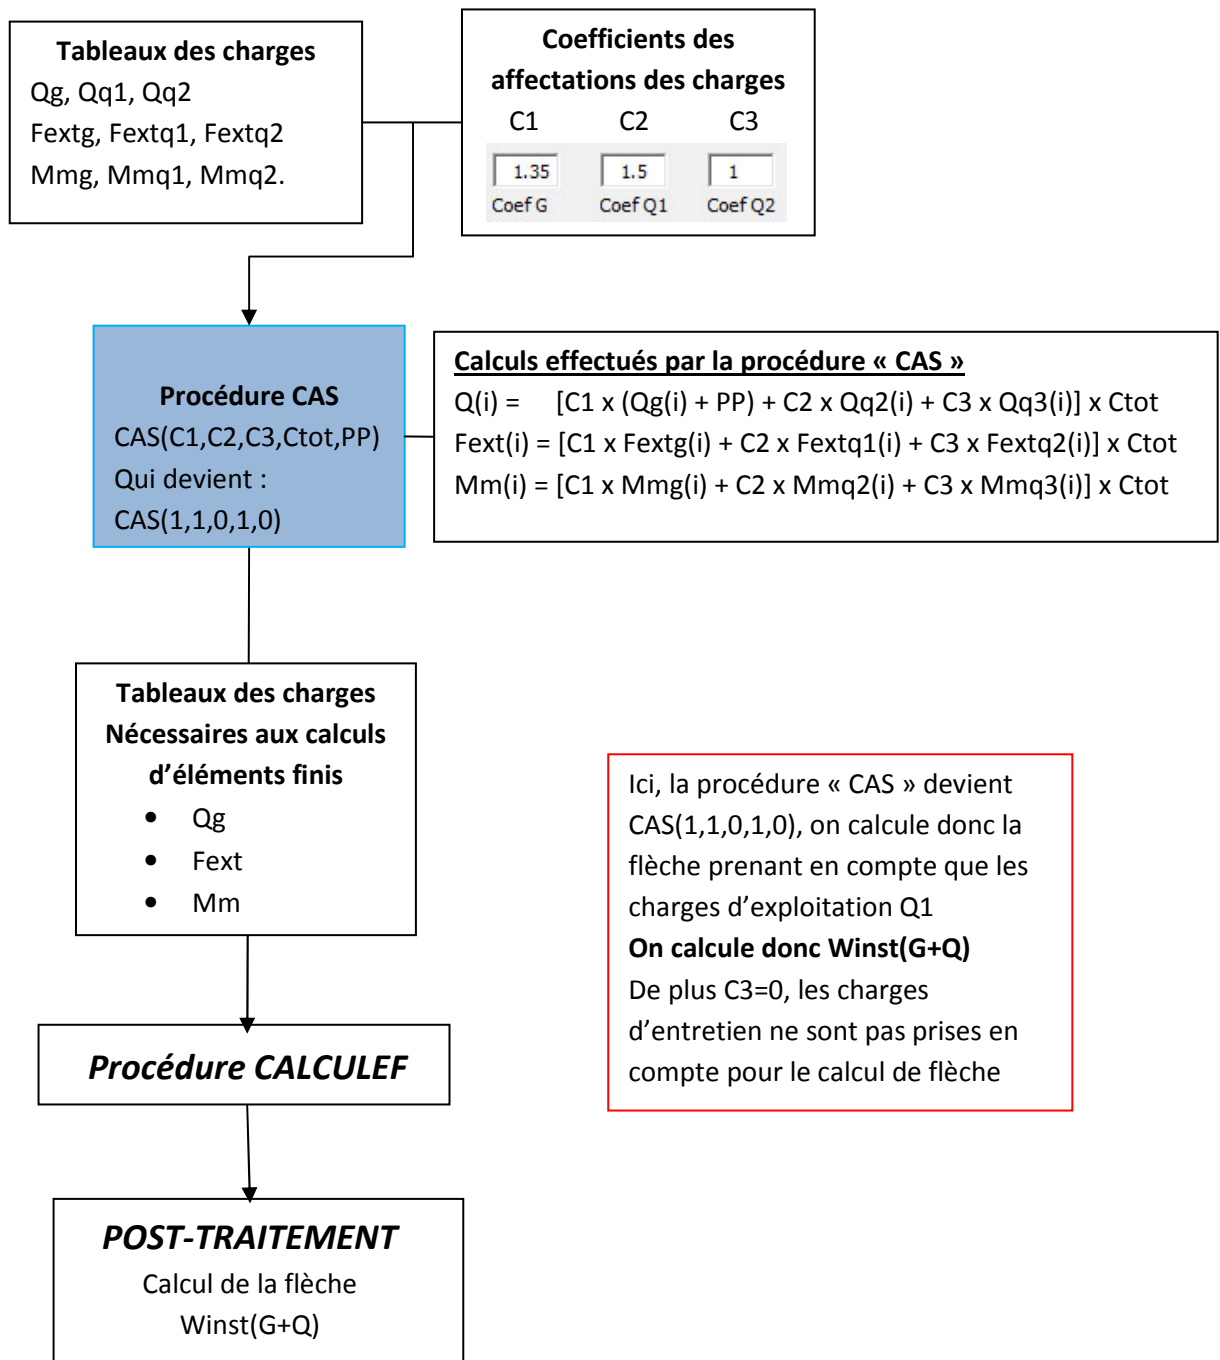 Tableaux des charges
Qg, Qq1, Qq2
Fextg, Fextq1, Fextq2
Mmg, Mmq1, Mmq2.
Coefficients des
affectations des charges
C1 C2 C3
1.35 1.5 1
Coef G Coef Q1 Coef Q2
Procédure CAS
CAS(C1,C2,C3,Ctot,PP)
Qui devient :
CAS(1,1,0,1,0)
Calculs effectués par la procédure « CAS »
Q(i) = [C1 x (Qg(i) + PP) + C2 x Qq2(i) + C3 x Qq3(i)] x Ctot
Fext(i) = [C1 x Fextg(i) + C2 x Fextq1(i) + C3 x Fextq2(i)] x Ctot
Mm(i) = [C1 x Mmg(i) + C2 x Mmq2(i) + C3 x Mmq3(i)] x Ctot
Tableaux des charges
Nécessaires aux calculs
d’éléments finis
• Qg
• Fext
• Mm
Ici, la procédure « CAS » devient
CAS(1,1,0,1,0), on calcule donc la
flèche prenant en compte que les
charges d’exploitation Q1
On calcule donc Winst(G+Q)
De plus C3=0, les charges
d’entretien ne sont pas prises en
compte pour le calcul de flèche
Procédure CALCULEF
POST-TRAITEMENT
Calcul de la flèche
Winst(G+Q)